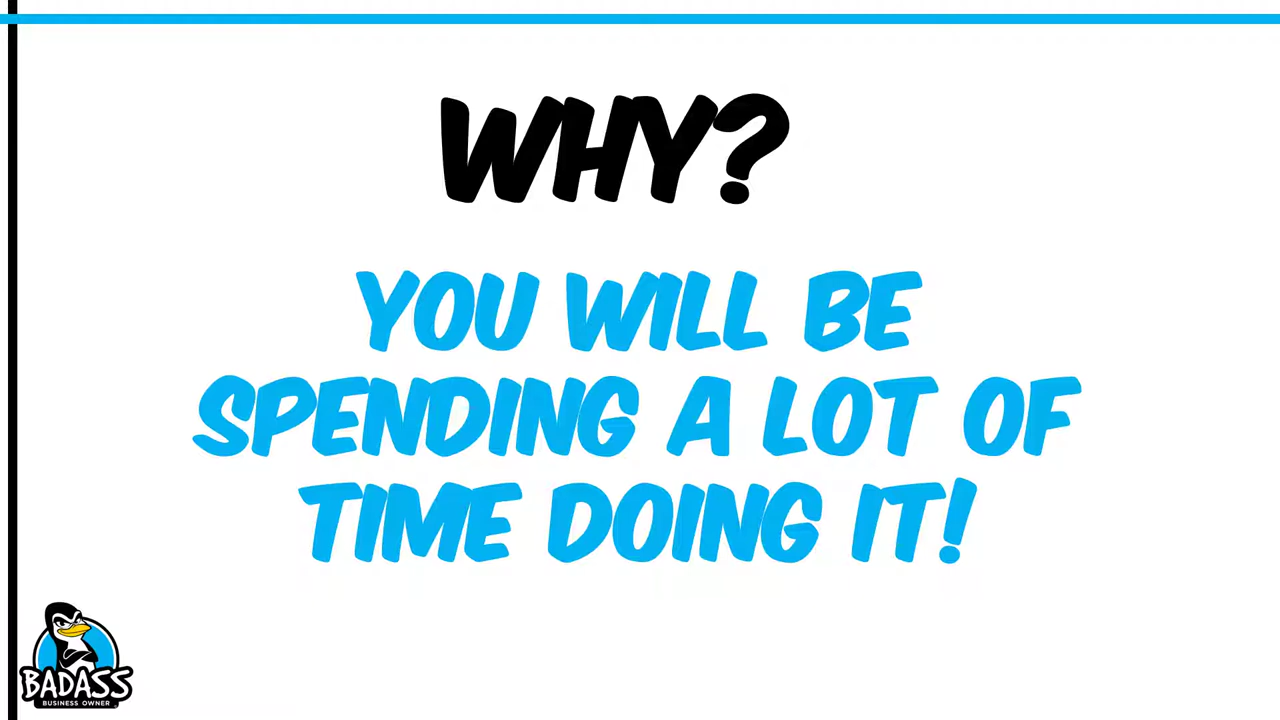 WHY?
YOU WILL BE
SPENDING A LOT OF
TIME DOING IT!
BADASS
BUSINESS OWNER